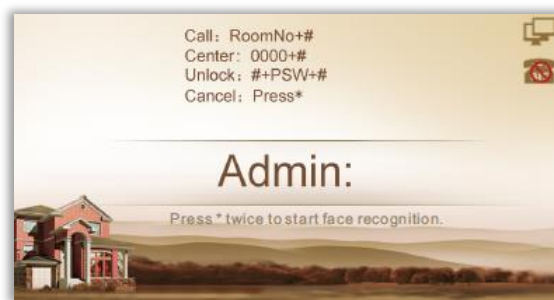 Call: RoomNo+#
Center: 0000+#
Unlock: #+PSW+#
Cancel: Press*
Admin:
Press * twice to start face recognition.